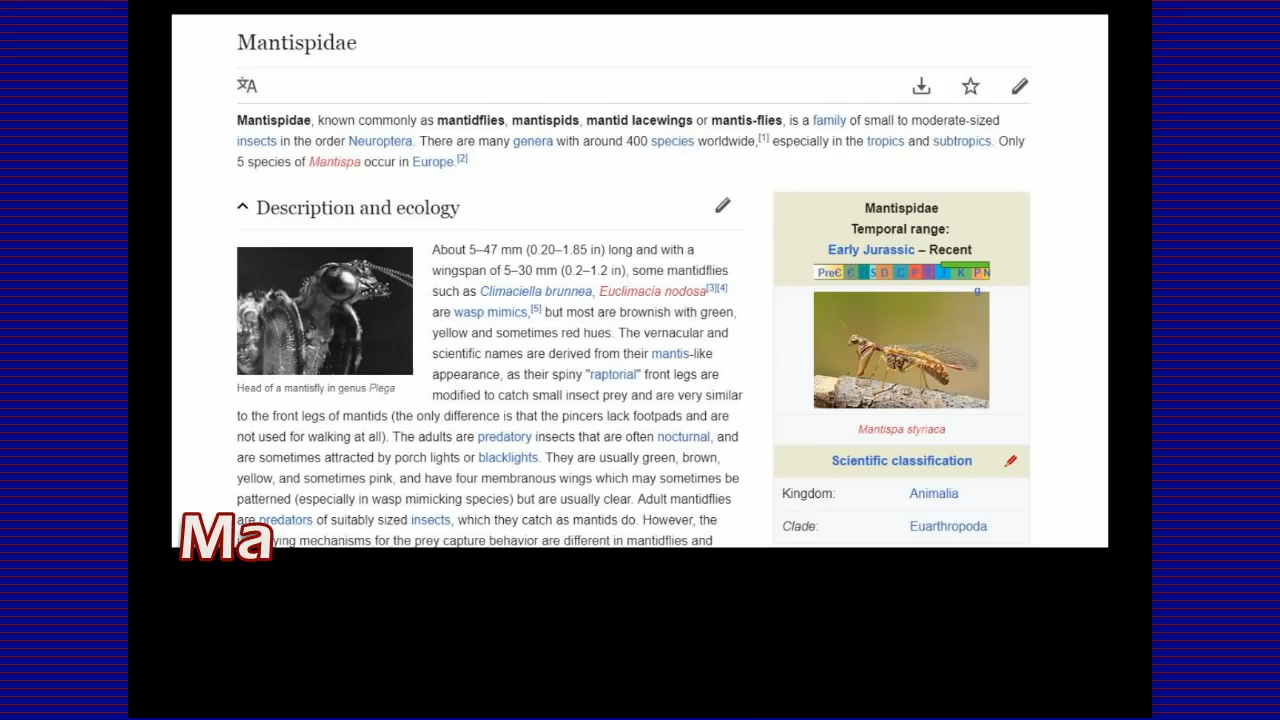 Mantispidae
Mantispidae, known commonly as mantidflies, mantispids, mantid lacewings or mantis-flies, is a family of small to moderate-sized
insects in the order Neuroptera. There are many genera with around 400 species worldwide,[1] especially in the tropics and subtropics. Only
5 species of Mantispa occur in Europe.[2]
Description and ecology
About 5–47 mm (0.20–1.85 in) long and with a
wingspan of 5–30 mm (0.2–1.2 in), some mantidflies
such as Climaciella brunnea, Euclimacia nodosa[3][4]
are wasp mimics,[5] but most are brownish with green,
yellow and sometimes red hues. The vernacular and
scientific names are derived from their mantis-like
appearance, as their spiny "raptorial" front legs are
modified to catch small insect prey and are very similar
to the front legs of mantids (the only difference is that the pincers lack footpads and are
not used for walking at all). The adults are predatory insects that are often nocturnal, and
are sometimes attracted by porch lights or blacklights. They are usually green, brown,
yellow, and sometimes pink, and have four membranous wings which may sometimes be
patterned (especially in wasp mimicking species) but are usually clear. Adult mantidflies
are predators of suitably sized insects, which they catch as mantids do. However, the
mechanisms for the prey capture behavior are different in mantidflies and
Head of a mantisfly in genus Plega
Mantispidae
Temporal range:
Early Jurassic – Recent
PreꞒ Ꞓ O S D C P T J K Pg N
Mantispa styriaca
Scientific classification
Kingdom: Animalia
Clade: Euarthropoda
Ma